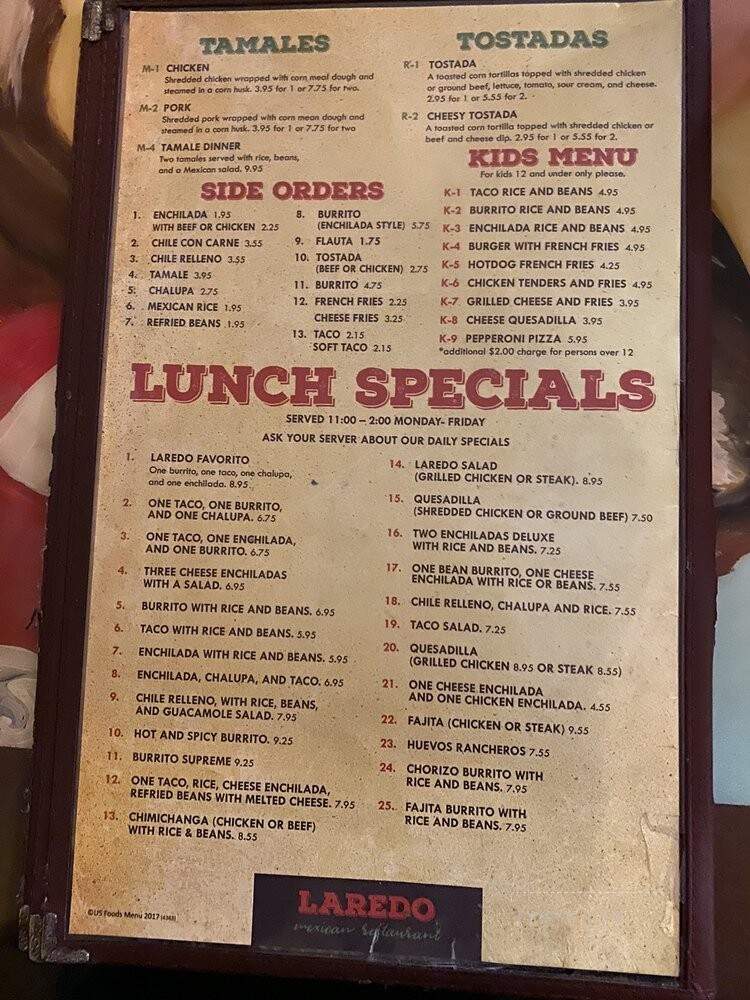 TAMALES
M-1 CHICKEN
Shredded chicken wrapped with corn meal dough and
steamed in a corn husk. 3.95 for 1 or 7.75 for two.
M-2 PORK
Shredded pork wrapped with corn mean dough and
steamed in a corn husk. 3.95 for 1 or 7.75 for two
M-4 TAMALE DINNER
Two tamales served with rice, beans,
and a Mexican salad. 9.95
TOSTADAS
R-1 TOSTADA
A toasted corn tortillas topped with shredded chicken
or ground beef, lettuce, tomato, sour cream, and cheese.
2.95 for 1 or 5.55 for 2.
R-2 CHEESY TOSTADA
A toasted corn tortilla topped with shredded chicken or
beef and cheese dip. 2.95 for 1 or 5.55 for 2.
SIDE ORDERS
1. ENCHILADA 1.95
WITH BEEF OR CHICKEN 2.25
2. CHILE CON CARNE 3.55
3. CHILE RELLENO 3.55
4. TAMALE 3.95
5. CHALUPA 2.75
6. MEXICAN RICE 1.95
7. REFRIED BEANS 1.95
8. BURRITO
(ENCHILADA STYLE) 5.75
9. FLAUTA 1.75
10. TOSTADA
(BEEF OR CHICKEN) 2.75
11. BURRITO 4.75
12. FRENCH FRIES 2.25
CHEESE FRIES 3.25
13. TACO 2.15
SOFT TACO 2.15
KIDS MENU
For kids 12 and under only please.
K-1 TACO RICE AND BEANS 4.95
K-2 BURRITO RICE AND BEANS 4.95
K-3 ENCHILADA RICE AND BEANS 4.95
K-4 BURGER WITH FRENCH FRIES 4.95
K-5 HOTDOG FRENCH FRIES 4.25
K-6 CHICKEN TENDERS AND FRIES 4.95
K-7 GRILLED CHEESE AND FRIES 3.95
K-8 CHEESE QUESADILLA 3.95
K-9 PEPPERONI PIZZA 5.95
*additional $2.00 charge for persons over 12
LUNCH SPECIALS
SERVED 11:00 – 2:00 MONDAY- FRIDAY
ASK YOUR SERVER ABOUT OUR DAILY SPECIALS
1. LAREDO FAVORITO
One burrito, one taco, one chalupa,
and one enchilada. 8.95
2. ONE TACO, ONE BURRITO,
AND ONE CHALUPA. 6.75
3. ONE TACO, ONE ENCHILADA,
AND ONE BURRITO. 6.75
4. THREE CHEESE ENCHILADAS
WITH A SALAD. 6.95
5. BURRITO WITH RICE AND BEANS. 6.95
6. TACO WITH RICE AND BEANS. 5.95
7. ENCHILADA WITH RICE AND BEANS. 5.95
8. ENCHILADA, CHALUPA, AND TACO. 6.95
9. CHILE RELLENO, WITH RICE, BEANS,
AND GUACAMOLE SALAD. 7.95
10. HOT AND SPICY BURRITO. 9.25
11. BURRITO SUPREME 9.25
12. ONE TACO, RICE, CHEESE ENCHILADA,
REFRIED BEANS WITH MELTED CHEESE. 7.95
13. CHIMICHANGA (CHICKEN OR BEEF)
WITH RICE & BEANS. 8.55
14. LAREDO SALAD
(GRILLED CHICKEN OR STEAK). 8.95
15. QUESADILLA
(SHREDDED CHICKEN OR GROUND BEEF) 7.50
16. TWO ENCHILADAS DELUXE
WITH RICE AND BEANS. 7.25
17. ONE BEAN BURRITO, ONE CHEESE
ENCHILADA WITH RICE OR BEANS. 7.55
18. CHILE RELLENO, CHALUPA AND RICE. 7.55
19. TACO SALAD. 7.25
20. QUESADILLA
(GRILLED CHICKEN 8.95 OR STEAK 8.55)
21. ONE CHEESE ENCHILADA
AND ONE CHICKEN ENCHILADA. 4.55
22. FAJITA (CHICKEN OR STEAK) 9.55
23. HUEVOS RANCHEROS 7.55
24. CHORIZO BURRITO WITH
RICE AND BEANS. 7.95
25. FAJITA BURRITO WITH
RICE AND BEANS. 7.95
©US Foods Menu 2017 (4363)
LAREDO
mexican restaurant